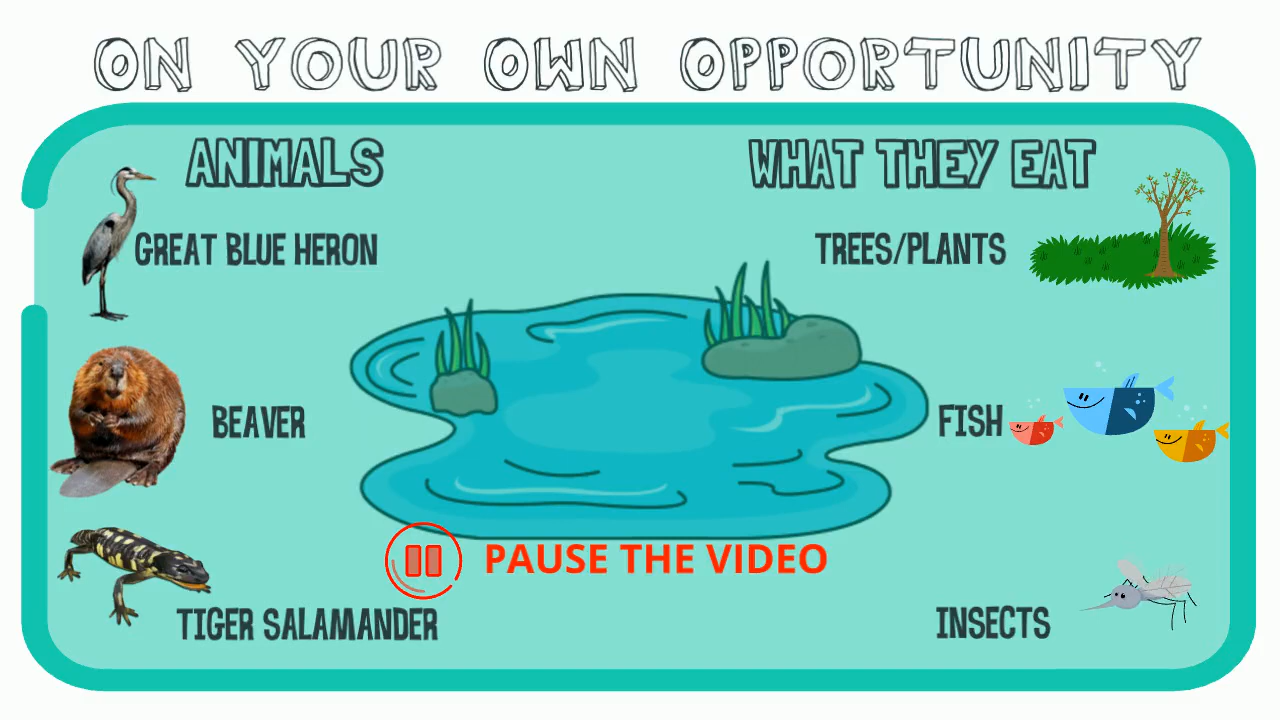 ON YOUR OWN OPPORTUNITY
ANIMALS
WHAT THEY EAT
GREAT BLUE HERON
TREES/PLANTS
BEAVER
FISH
PAUSE THE VIDEO
TIGER SALAMANDER
INSECTS